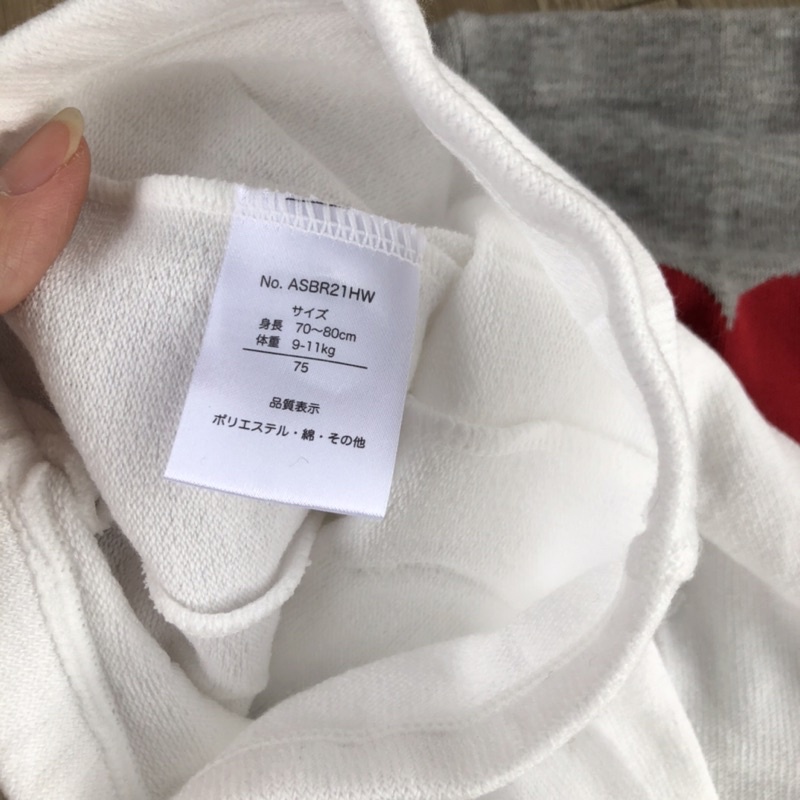 No. ASBR21HW
サイズ
身長 70～80cm
体重 9-11kg
75
品質表示
ポリエステル・綿・その他